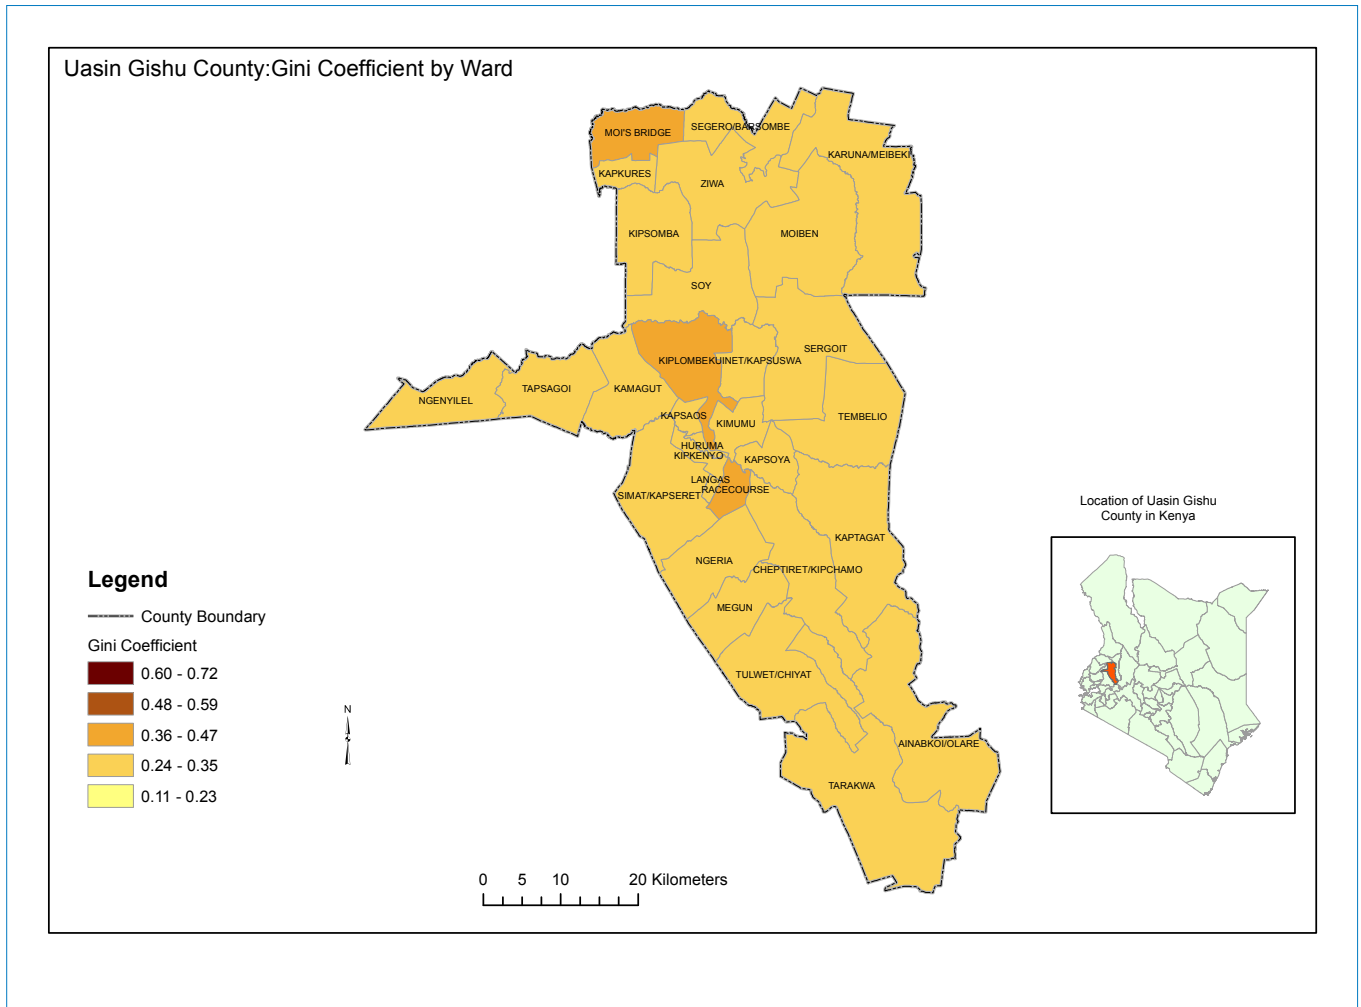 Uasin Gishu County:Gini Coefficient by Ward
MOI'S BRIDGE
SEGERO/BARSOMBE
KARUNA/MEIBEKI
KAPKURES
ZIWA
KIPSOMBA
MOIBEN
SOY
SERGOIT
KIPLOMBE
KUINET/KAPSUSWA
TAPSAGOI
KAMAGUT
NGENYILEL
TEMBELIO
KAPSAOS
KIMUMU
HURUMA
KIPKENYO
KAPSOYA
LANGAS
RACECOURSE
SIMAT/KAPSERET
KAPTAGAT
NGERIA
CHEPTIRET/KIPCHAMO
MEGUN
TULWET/CHIYAT
AINABKOI/OLARE
TARAKWA
Legend
County Boundary
Gini Coefficient
0.60 - 0.72
0.48 - 0.59
0.36 - 0.47
0.24 - 0.35
0.11 - 0.23
N
0 5 10 20 Kilometers
Location of Uasin Gishu
County in Kenya